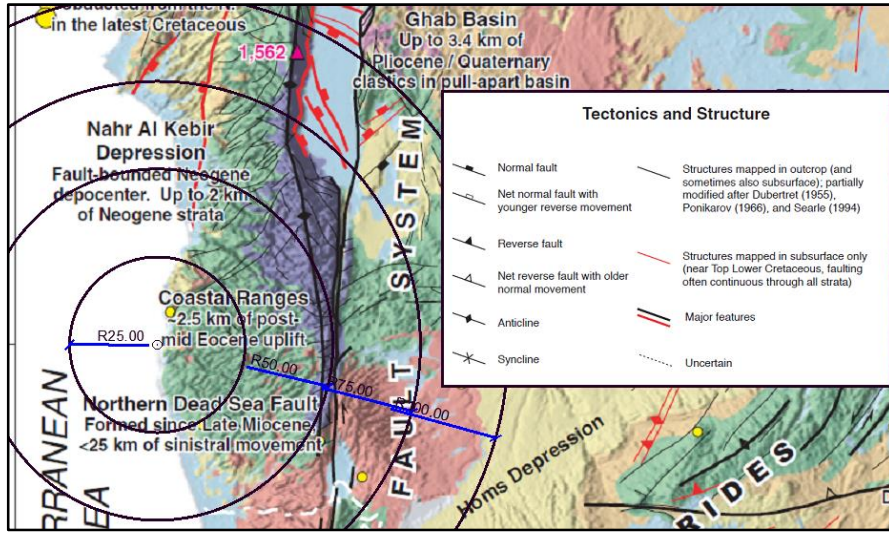 obducted from the N.
in the latest Cretaceous
1,562
Ghab Basin
Up to 3.4 km of
Pliocene / Quaternary
clastics in pull-apart basin
Nahr Al Kebir
Depression
Fault-bounded Neogene
depocenter. Up to 2 km
of Neogene strata
Coastal Ranges
~2.5 km of post-
mid Eocene uplift
R25.00
R50.00
R75.00
R100.00
Northern Dead Sea Fault
Formed since Late Miocene,
<25 km of sinistral movement
RRANEAN
EA
FAULT SYSTEM
Homs Depression
RIDES
Tectonics and Structure
Normal fault
Net normal fault with
younger reverse movement
Reverse fault
Net reverse fault with older
normal movement
Anticline
Syncline
Structures mapped in outcrop (and
sometimes also subsurface); partially
modified after Dubertret (1955),
Ponikarov (1966), and Searle (1994)
Structures mapped in subsurface only
(near Top Lower Cretaceous, faulting
often continuous through all strata)
Major features
Uncertain